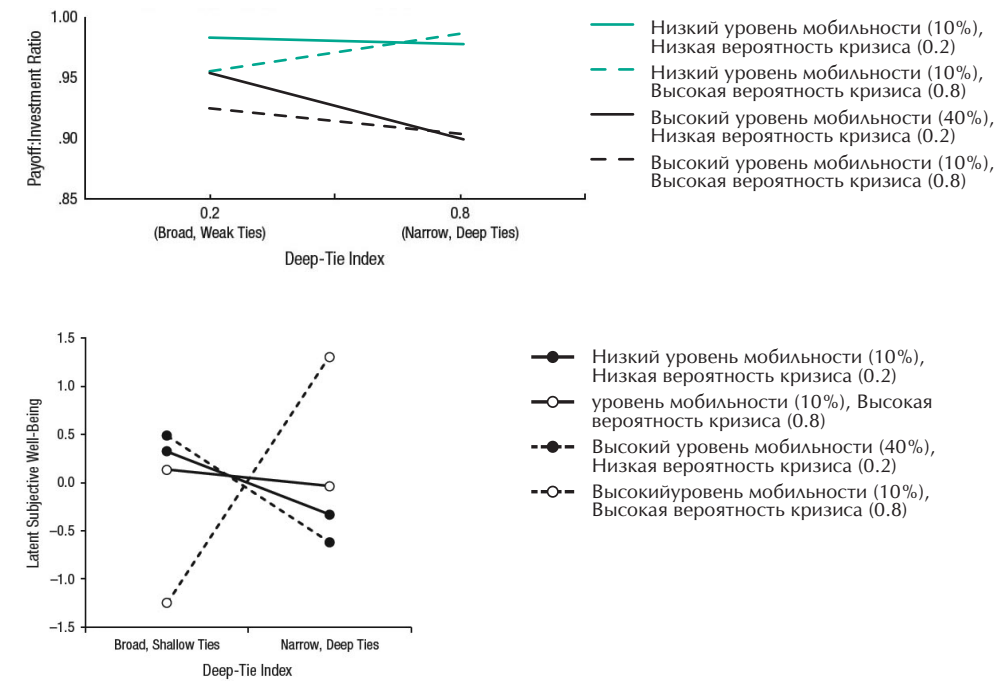 1.00
.95
.90
.85
Payoff:Investment Ratio
0.2
(Broad, Weak Ties)
0.8
(Narrow, Deep Ties)
Deep-Tie Index
Низкий уровень мобильности (10%),
Низкая вероятность кризиса (0.2)
Низкий уровень мобильности (10%),
Высокая вероятность кризиса (0.8)
Высокий уровень мобильности (40%),
Низкая вероятность кризиса (0.2)
Высокий уровень мобильности (10%),
Высокая вероятность кризиса (0.8)
1.5
1.0
0.5
0.0
–0.5
–1.0
–1.5
Latent Subjective Well-Being
Broad, Shallow Ties
Narrow, Deep Ties
Deep-Tie Index
Низкий уровень мобильности (10%),
Низкая вероятность кризиса (0.2)
уровень мобильности (10%), Высокая
вероятность кризиса (0.8)
Высокий уровень мобильности (40%),
Низкая вероятность кризиса (0.2)
Высокийуровень мобильности (10%),
Высокая вероятность кризиса (0.8)